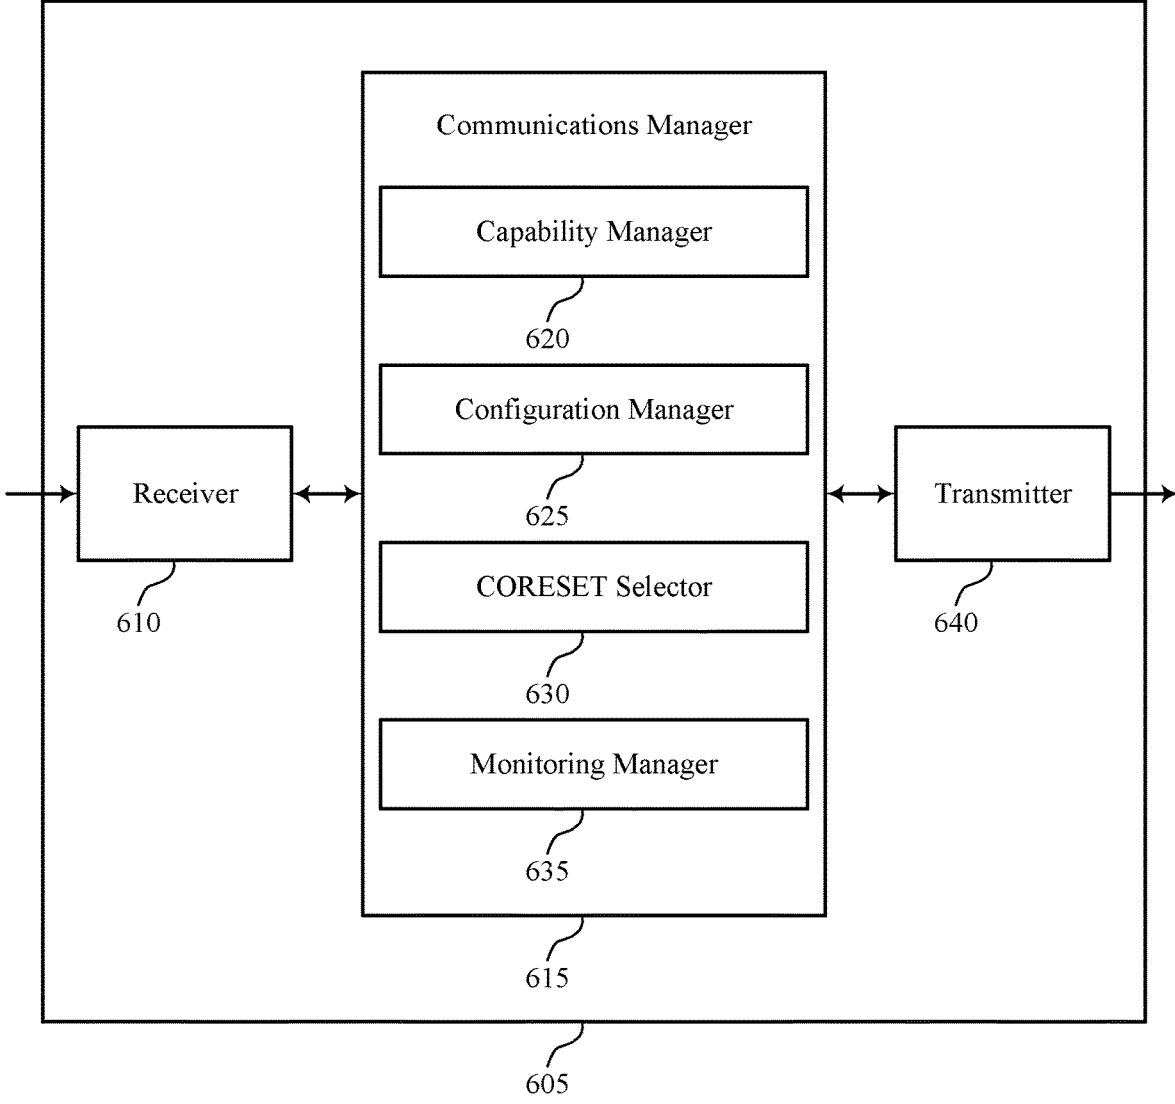 Communications Manager
Capability Manager
620
Configuration Manager
625
Receiver
610
Transmitter
640
CORESET Selector
630
Monitoring Manager
635
615
605